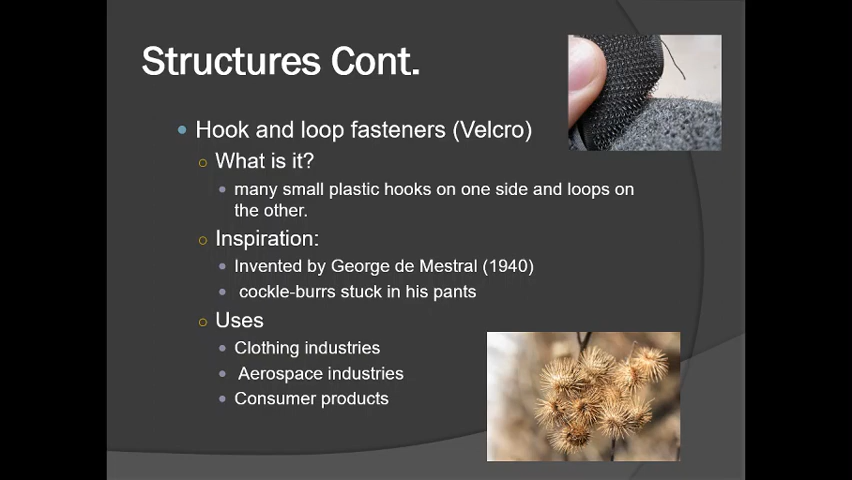 Structures Cont.
Hook and loop fasteners (Velcro)
What is it?
many small plastic hooks on one side and loops on
the other.
Inspiration:
Invented by George de Mestral (1940)
cockle-burrs stuck in his pants
Uses
Clothing industries
Aerospace industries
Consumer products